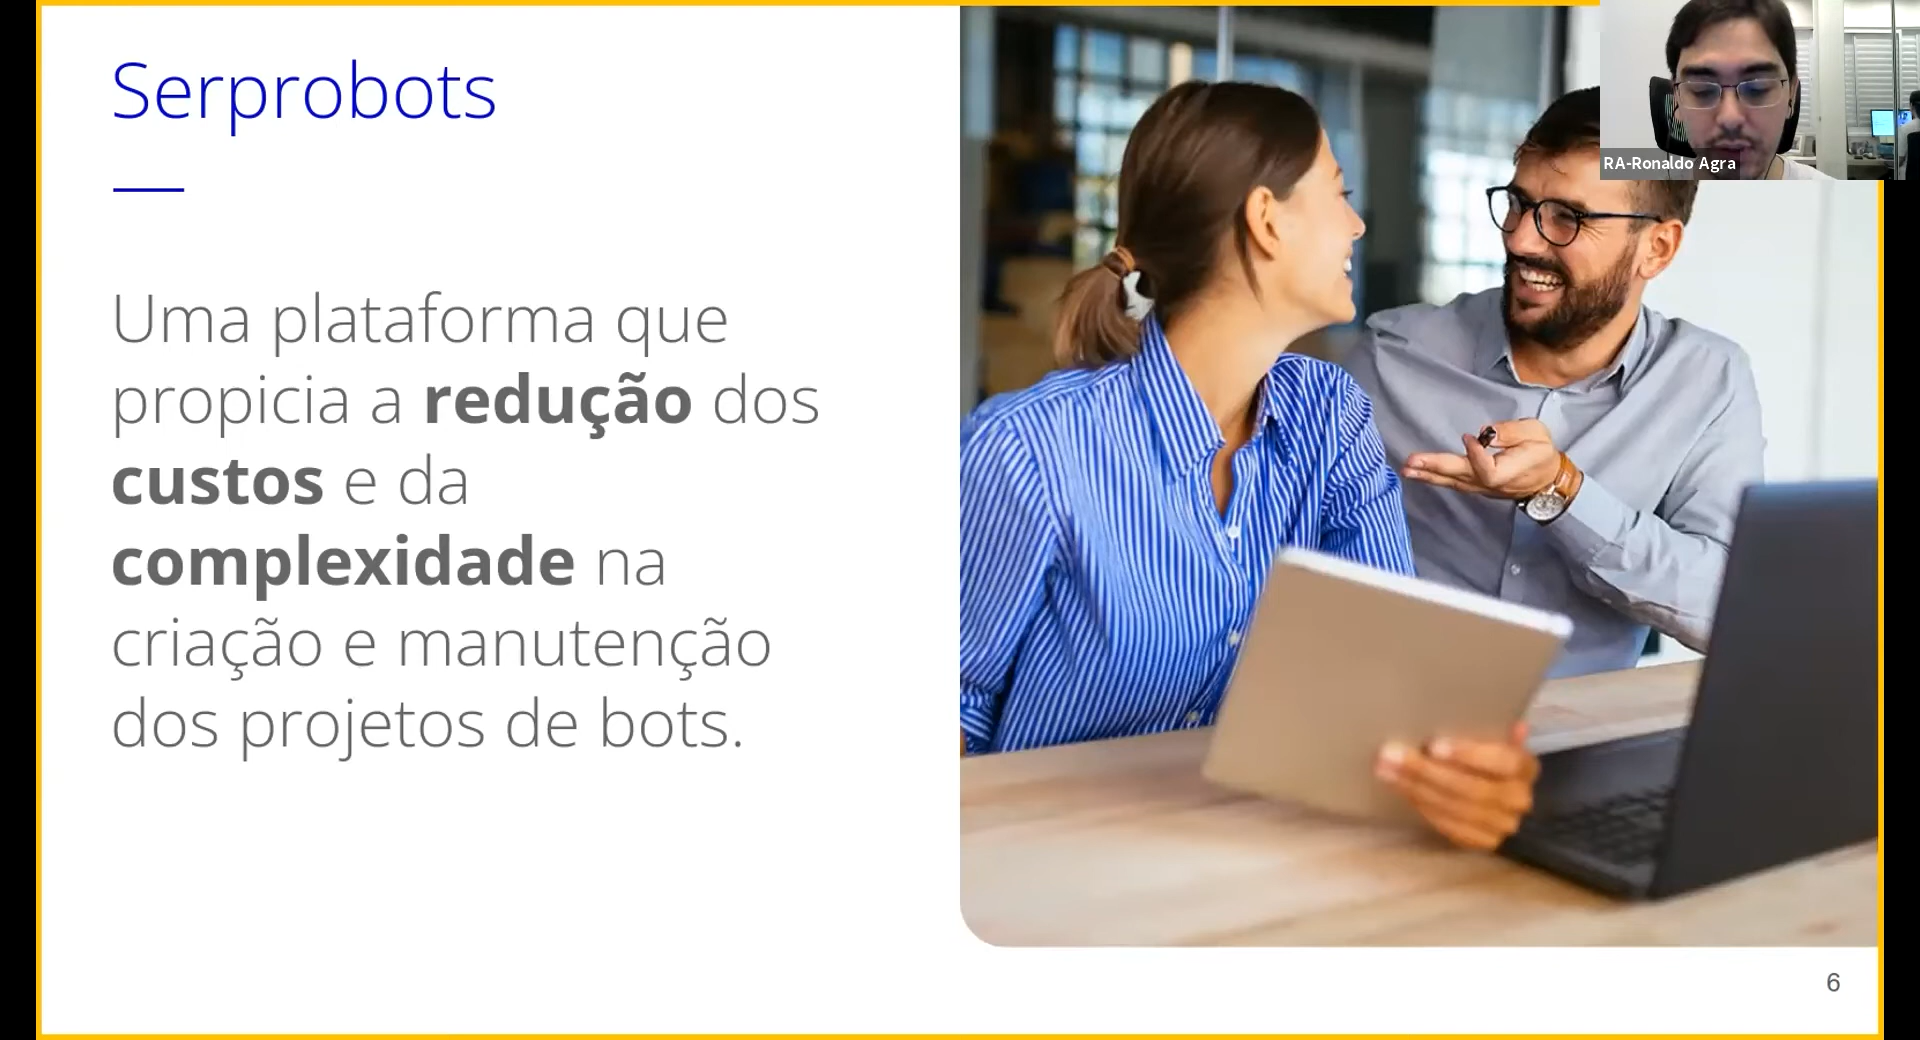 Serprobots
Uma plataforma que
propicia a redução dos
custos e da
complexidade na
criação e manutenção
dos projetos de bots.
RA-Ronaldo Agra
6